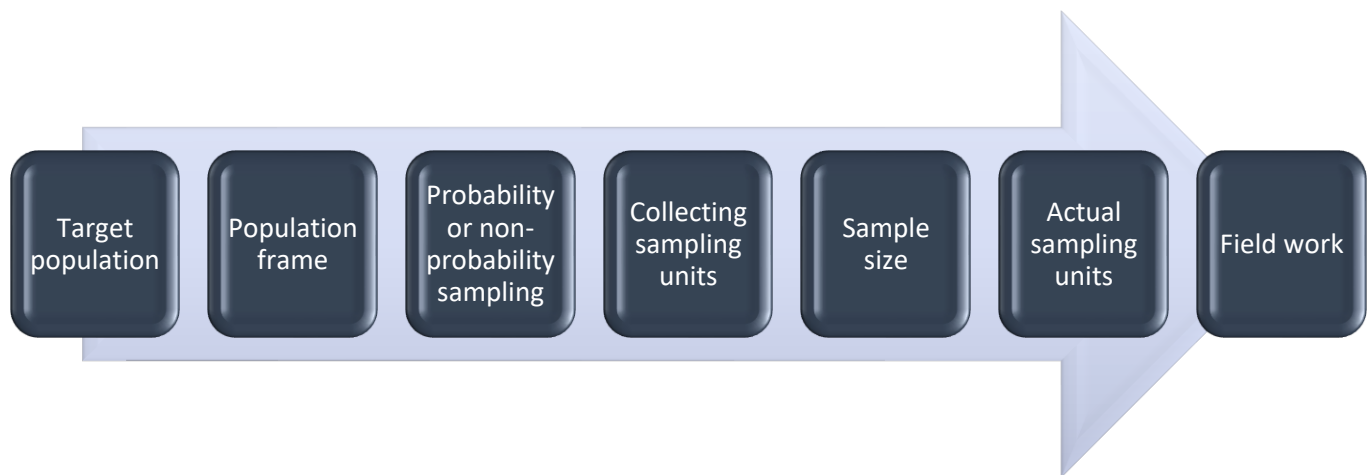 Target
population
Population
frame
Probability
or non-
probability
sampling
Collecting
sampling
units
Sample
size
Actual
sampling
units
Field work